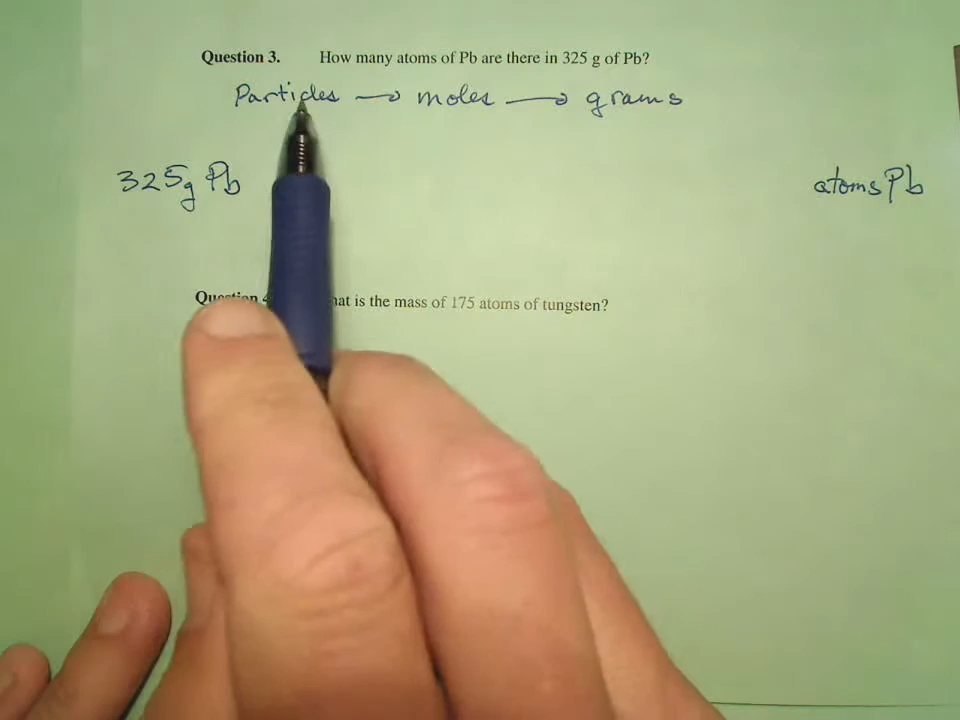 Question 3. How many atoms of Pb are there in 325 g of Pb?
Particles → moles → grams
325g Pb atoms Pb
is the mass of 175 atoms of tungsten?